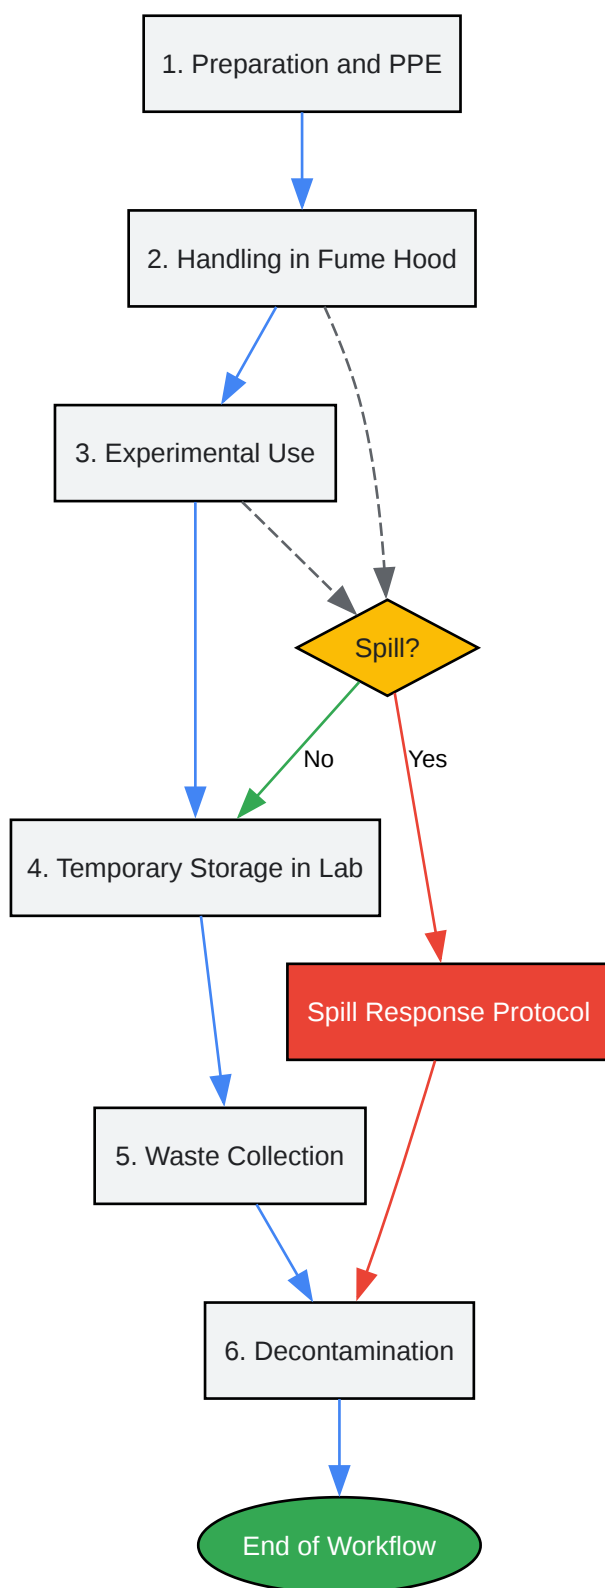 1. Preparation and PPE
2. Handling in Fume Hood
3. Experimental Use
Spill?
No
Yes
4. Temporary Storage in Lab
Spill Response Protocol
5. Waste Collection
6. Decontamination
End of Workflow